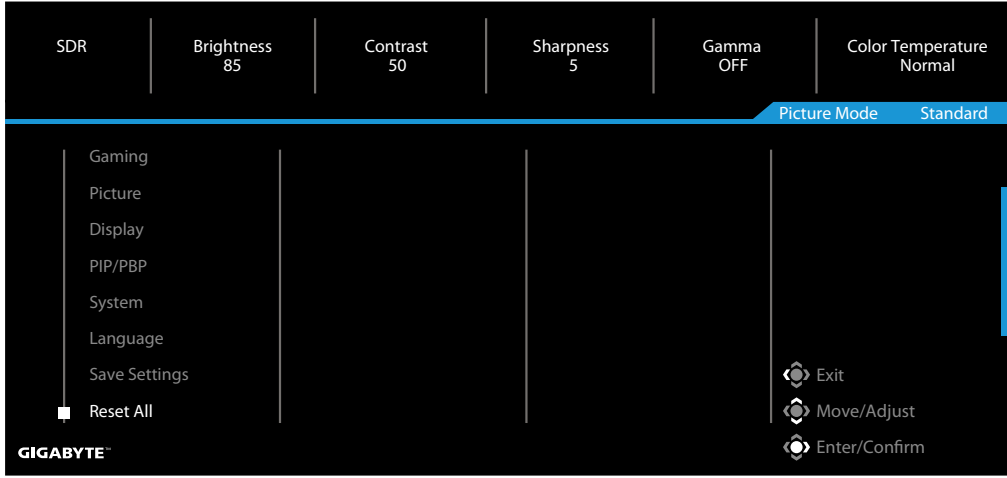 SDR Brightness Contrast Sharpness Gamma Color Temperature
85 50 5 OFF Normal
Picture Mode Standard
Gaming
Picture
Display
PIP/PBP
System
Language
Save Settings
Exit
Reset All
Move/Adjust
GIGABYTE™
Enter/Confirm